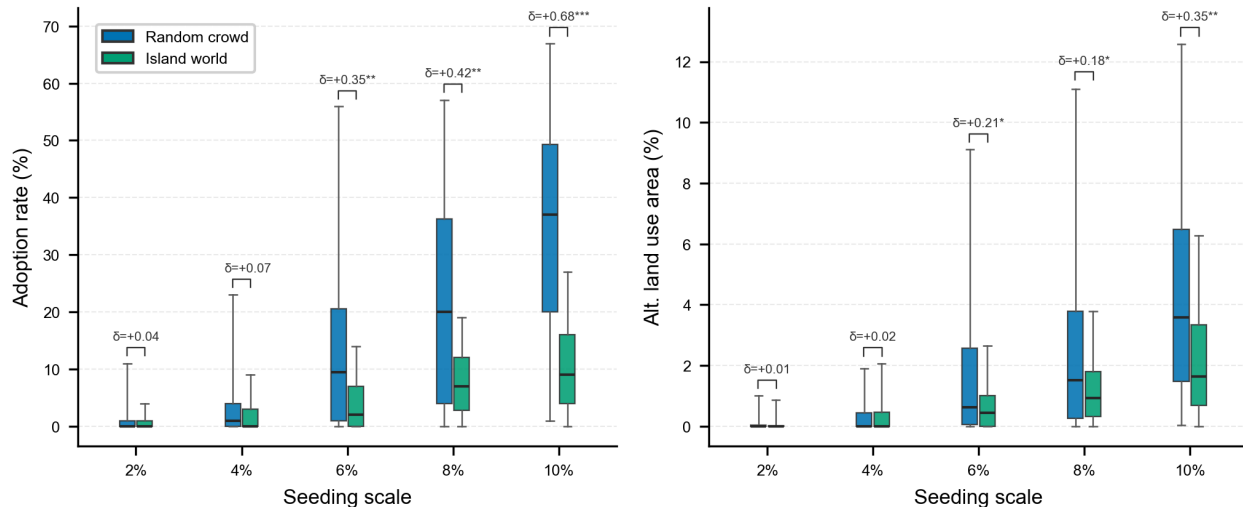 70
60
50
40
30
20
10
0
Adoption rate (%)
Random crowd
Island world
δ=+0.04
δ=+0.07
δ=+0.35**
δ=+0.42**
δ=+0.68***
2%
4%
6%
8%
10%
Seeding scale
12
10
8
6
4
2
0
Alt. land use area (%)
δ=+0.01
δ=+0.02
δ=+0.21*
δ=+0.18*
δ=+0.35**
2%
4%
6%
8%
10%
Seeding scale